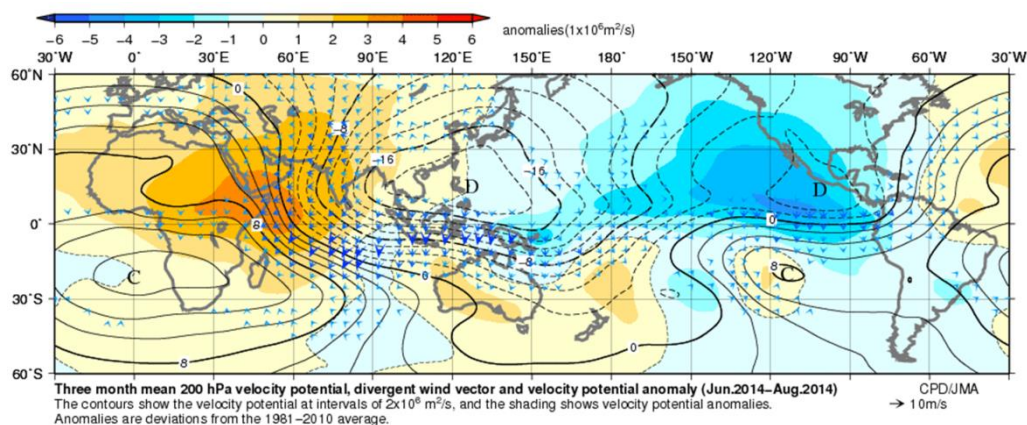 anomalies(1x10⁶m²/s)
−6 −5 −4 −3 −2 −1 0 1 2 3 4 5 6
30°W 0° 30°E 60°E 90°E 120°E 150°E 180° 150°W 120°W 90°W 60°W 30°W
60°N
0
−8
30°N
−16
−16
D
D
0°
8
0
−8
8
C
8
C
30°S
0
8
60°S
Three month mean 200 hPa velocity potential, divergent wind vector and velocity potential anomaly (Jun.2014−Aug.2014)
CPD/JMA
The contours show the velocity potential at intervals of 2x10⁶ m²/s, and the shading shows velocity potential anomalies.
10m/s
Anomalies are deviations from the 1981−2010 average.